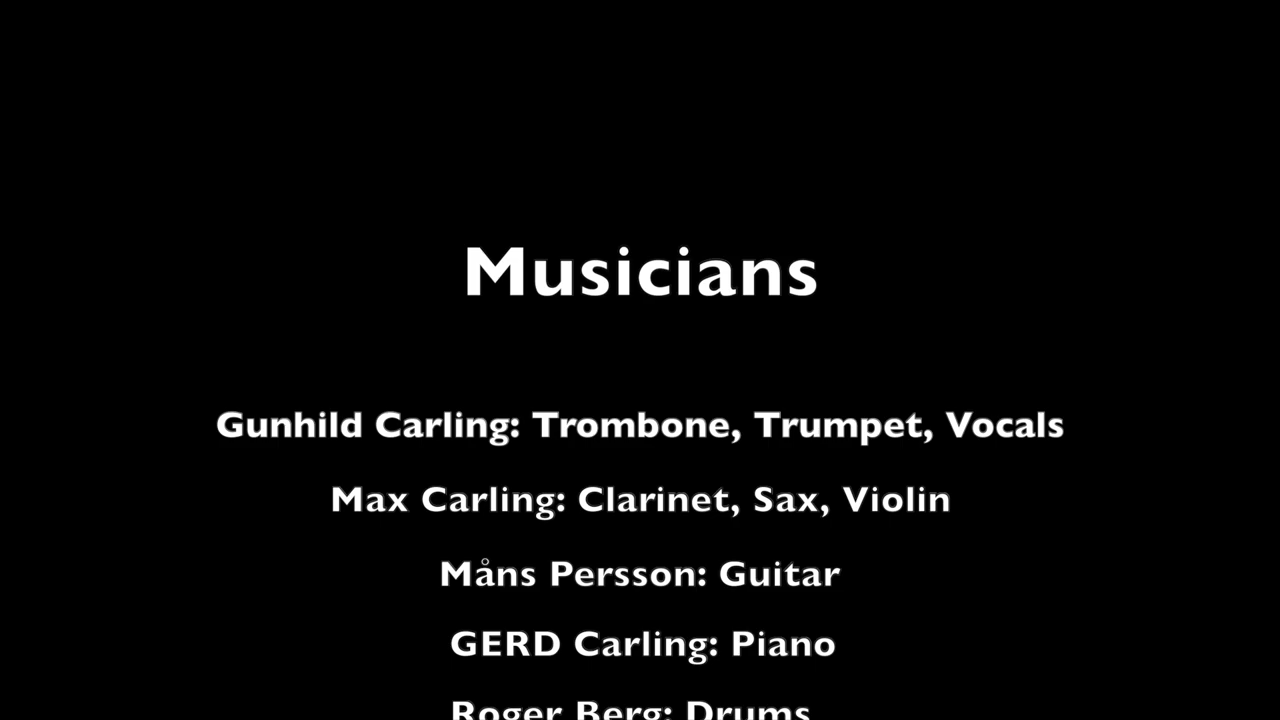 Musicians
Gunhild Carling: Trombone, Trumpet, Vocals
Max Carling: Clarinet, Sax, Violin
Måns Persson: Guitar
GERD Carling: Piano
Roger Berg: Drums